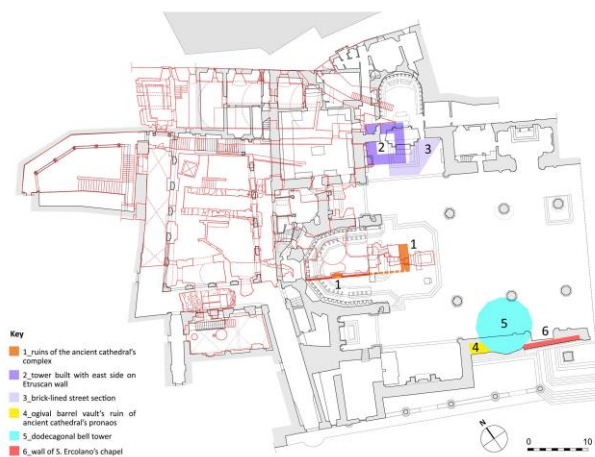 2
3
1
1
5
6
4
Key
1_ruins of the ancient cathedral's
complex
2_tower built with east side on
Etruscan wall
3_brick-lined street section
4_ogival barrel vault's ruin of
ancient cathedral's pronaos
5_dodecagonal bell tower
6_wall of S. Ercolano's chapel
N
0 10